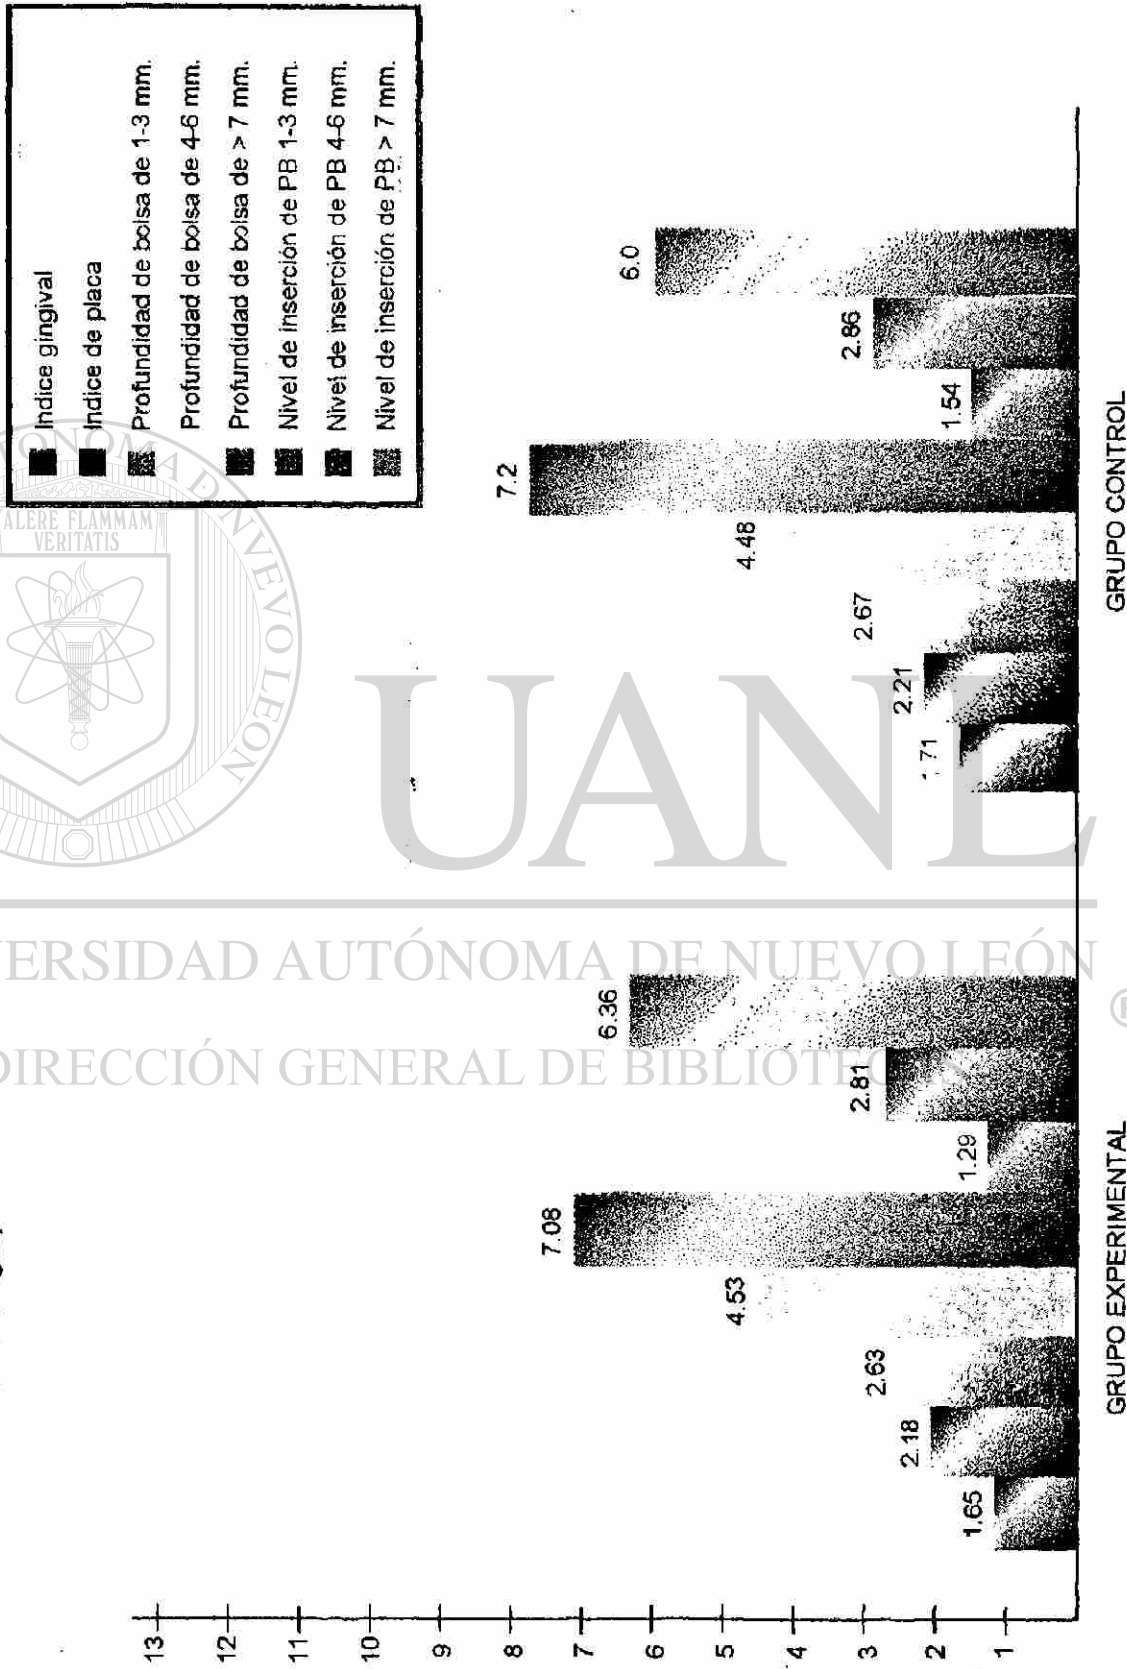 Indice gingival
Indice de placa
Profundidad de bolsa de 1-3 mm.
Profundidad de bolsa de 4-6 mm.
Profundidad de bolsa de > 7 mm.
Nivel de inserción de PB 1-3 mm.
Nivel de inserción de PB 4-6 mm.
Nivel de inserción de PB > 7 mm.
13
12
11
10
9
8
7
6
5
4
3
2
1
1.65
2.18
2.63
4.53
7.08
1.29
2.81
6.36
.71
2.21
2.67
4.48
7.2
1.54
2.86
6.0
GRUPO EXPERIMENTAL
GRUPO CONTROL
ALERE FLAMMAM
VERITATIS
UANL
AUTÓNOMA DE NUEVO LEÓN
DIRECCIÓN GENERAL DE
®